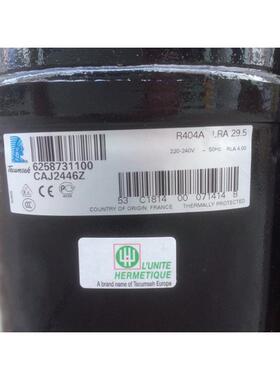 R404A LRA 29.5
220-240V ~ 50Hz RLA 4.00
Tecumseh
6258731100
CAJ2446Z
53 C1814 00 071414 B
COUNTRY OF ORIGIN: FRANCE THERMALLY PROTECTED
L'UNITE
HERMETIQUE
A brand name of Tecumseh Europe